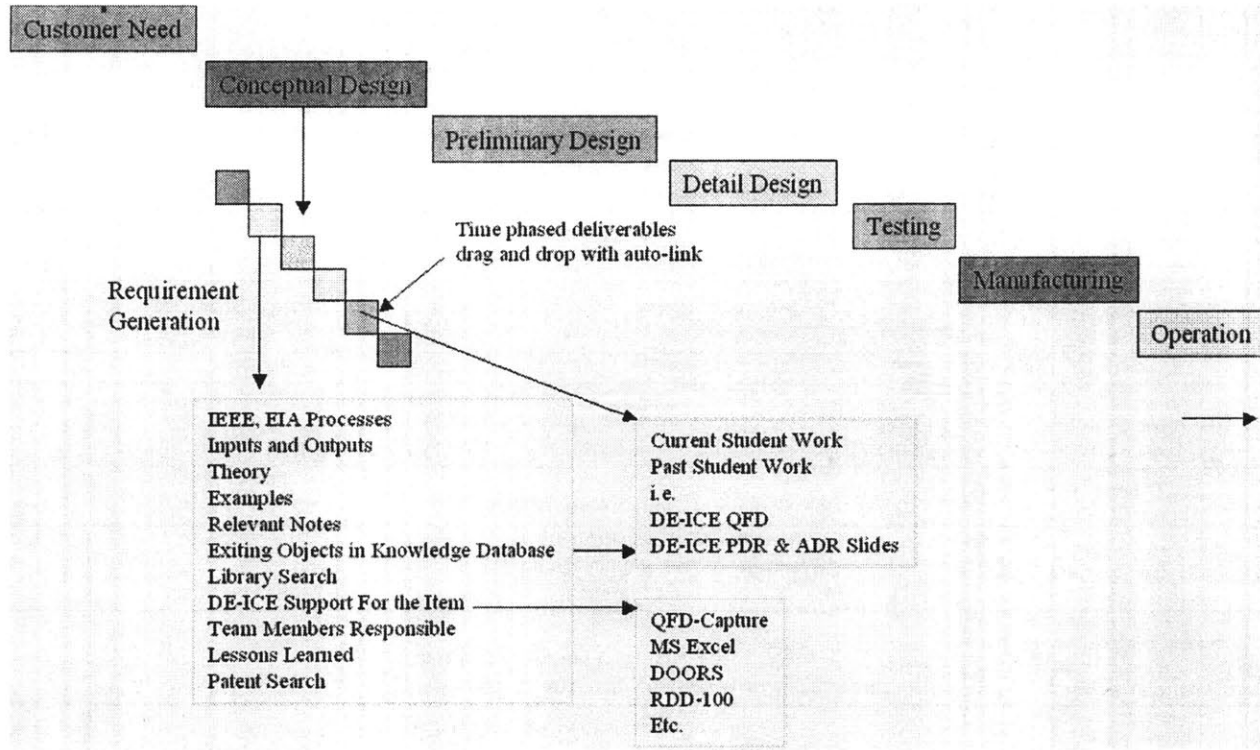 Customer Need
Conceptual Design
Preliminary Design
Detail Design
Testing
Manufacturing
Operation
Time phased deliverables
drag and drop with auto-link
Requirement
Generation
IEEE, EIA Processes
Inputs and Outputs
Theory
Examples
Relevant Notes
Exiting Objects in Knowledge Database
Library Search
DE-ICE Support For the Item
Team Members Responsible
Lessons Learned
Patent Search
Current Student Work
Past Student Work
i.e.
DE-ICE QFD
DE-ICE PDR & ADR Slides
QFD-Capture
MS Excel
DOORS
RDD-100
Etc.